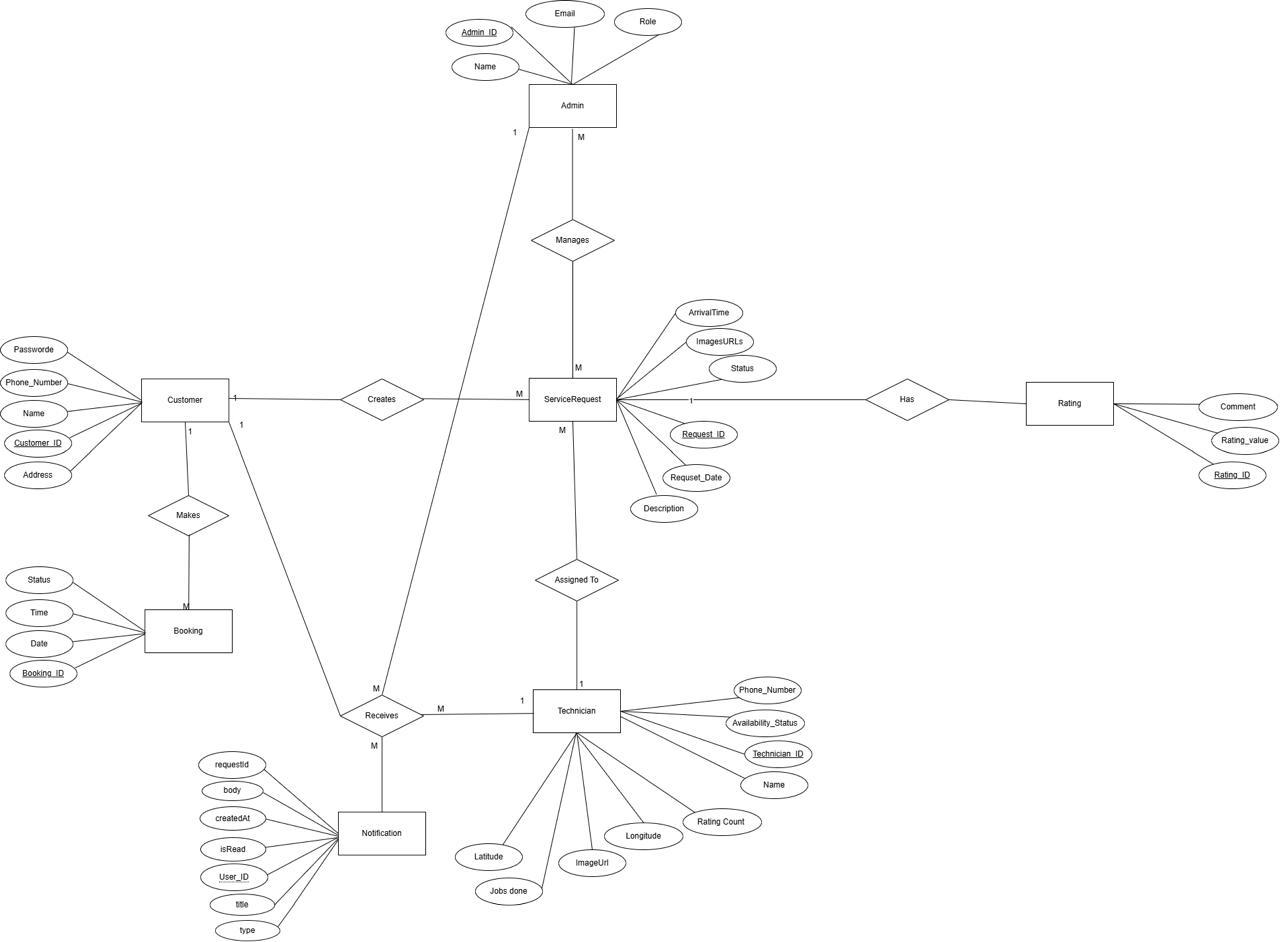 Email
Role
Admin_ID
Name
Admin
1
M
Manages
ArrivalTime
ImagesURLs
Passworde
M
Status
Phone_Number
Customer
1
Creates
M
ServiceRequest
1
Has
Rating
Comment
Name
1
M
Request_ID
Rating_value
Customer_ID
1
Address
Requset_Date
Rating_ID
Description
Makes
Status
Assigned To
M
Time
Booking
Date
Booking_ID
M
1
Phone_Number
1
M
Receives
Technician
Availability_Status
M
Technician_ID
requestId
Name
body
createdAt
Notification
Rating Count
Longitude
isRead
Latitude
ImageUrl
User_ID
Jobs done
title
type